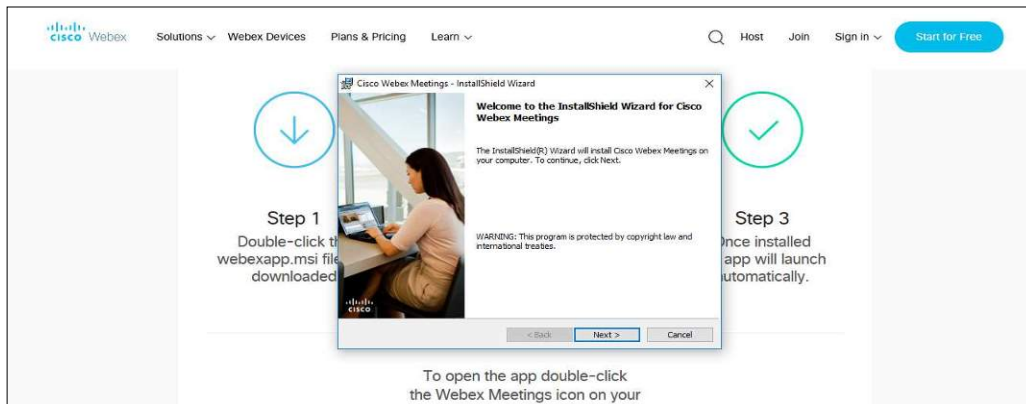 CISCO Webex
Solutions Webex Devices Plans & Pricing Learn Host Join Sign in Start for Free
Cisco Webex Meetings - InstallShield Wizard
Welcome to the InstallShield Wizard for Cisco
Webex Meetings
The InstallShield(R) Wizard will install Cisco Webex Meetings on
your computer. To continue, click Next.
WARNING: This program is protected by copyright law and
international treaties.
CISCO
< Back Next > Cancel
Step 1
Double-click
webexapp.msi
downloaded
Step 3
installed
app will launch
To open the app double-click
the Webex Meetings icon on your